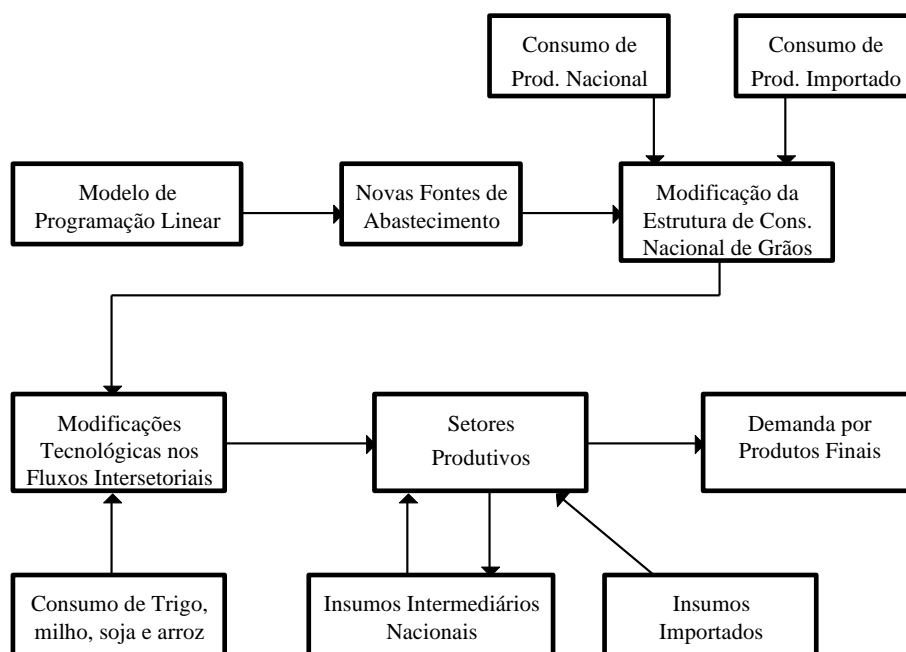 Consumo de
Prod. Nacional
Consumo de
Prod. Importado
Modelo de
Programação Linear
Novas Fontes de
Abastecimento
Modificação da
Estrutura de Cons.
Nacional de Grãos
Modificações
Tecnológicas nos
Fluxos Intersetoriais
Setores
Produtivos
Demanda por
Produtos Finais
Consumo de Trigo,
milho, soja e arroz
Insumos Intermediários
Nacionais
Insumos
Importados